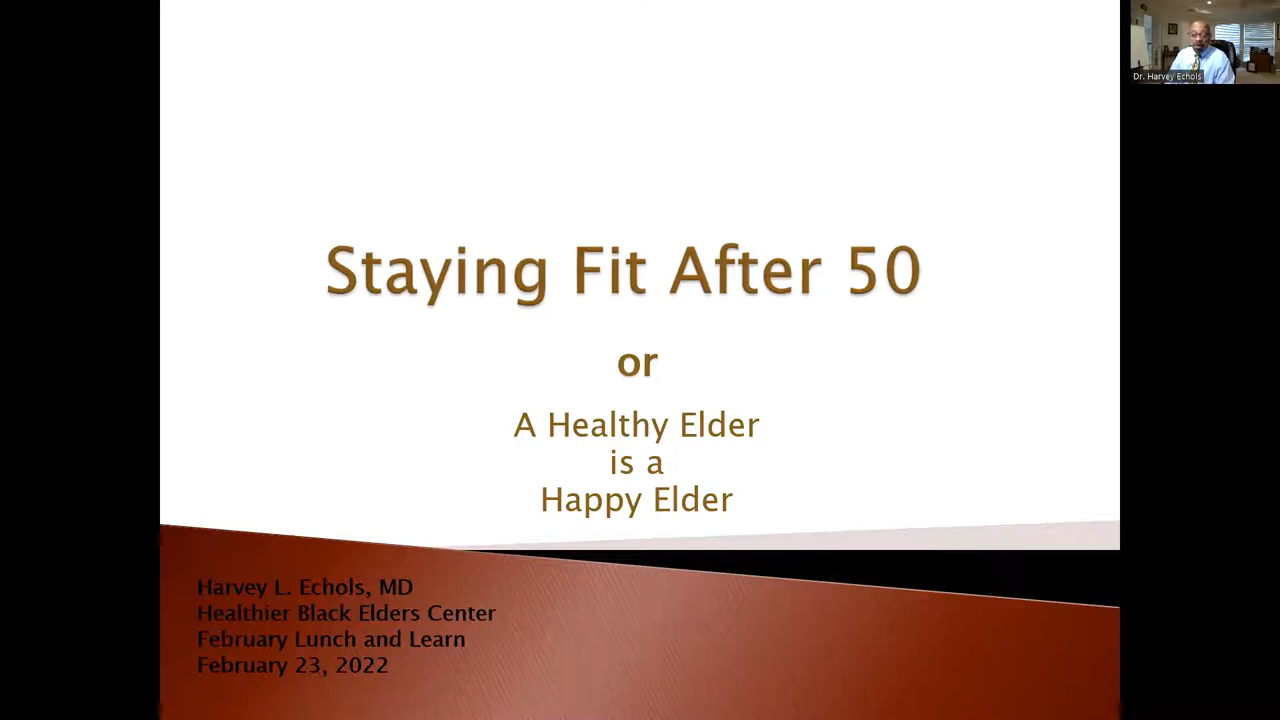 Staying Fit After 50
or
A Healthy Elder
is a
Happy Elder
Harvey L. Echols, MD
Healthier Black Elders Center
February Lunch and Learn
February 23, 2022
Dr. Harvey Echols